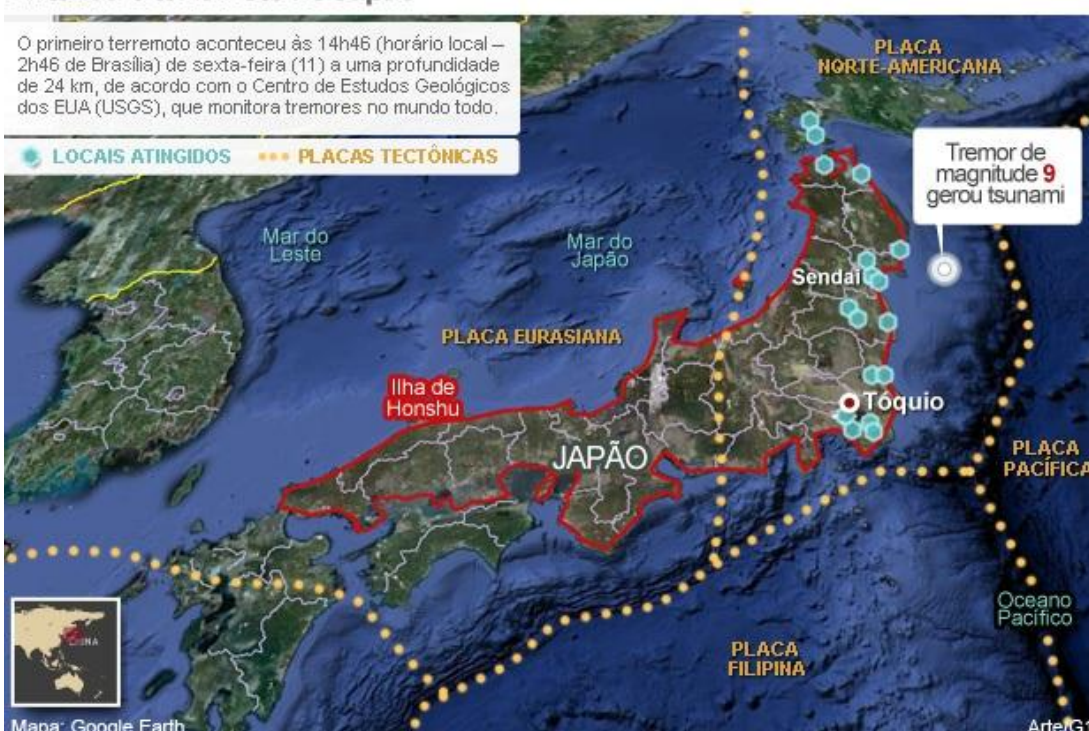 O primeiro terremoto aconteceu às 14h46 (horário local –
2h46 de Brasília) de sexta-feira (11) a uma profundidade
de 24 km, de acordo com o Centro de Estudos Geológicos
dos EUA (USGS), que monitora tremores no mundo todo.
LOCAIS ATINGIDOS
PLACAS TECTÔNICAS
PLACA
NORTE-AMERICANA
Tremor de
magnitude 9
gerou tsunami
Mar do
Leste
Mar do
Japão
Sendai
PLACA EURASIANA
Ilha de
Honshu
Tóquio
JAPÃO
PLACA
PACÍFICA
Oceano
Pacífico
PLACA
FILIPINA
CHINA
Mapa: Google Earth
Arte/G1